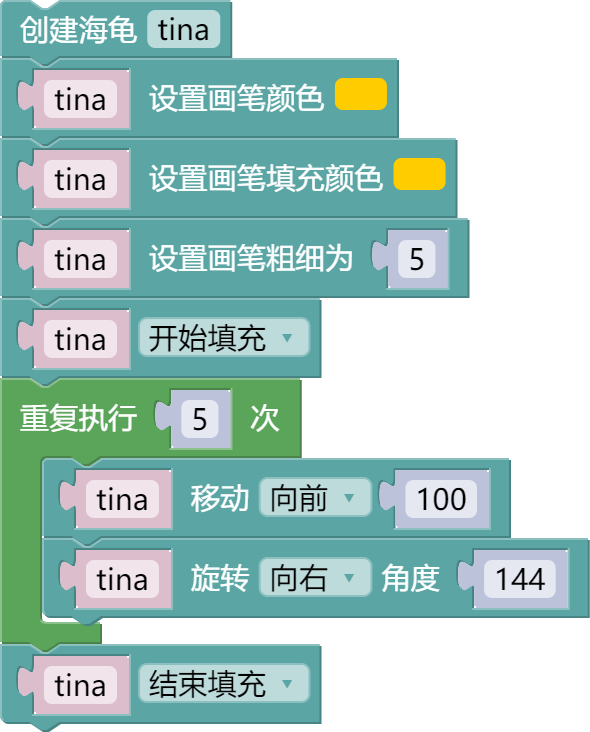 创建海龟 tina
tina 设置画笔颜色
tina 设置画笔填充颜色
tina 设置画笔粗细为 5
tina 开始填充
重复执行 5 次
tina 移动 向前 100
tina 旋转 向右 角度 144
tina 结束填充